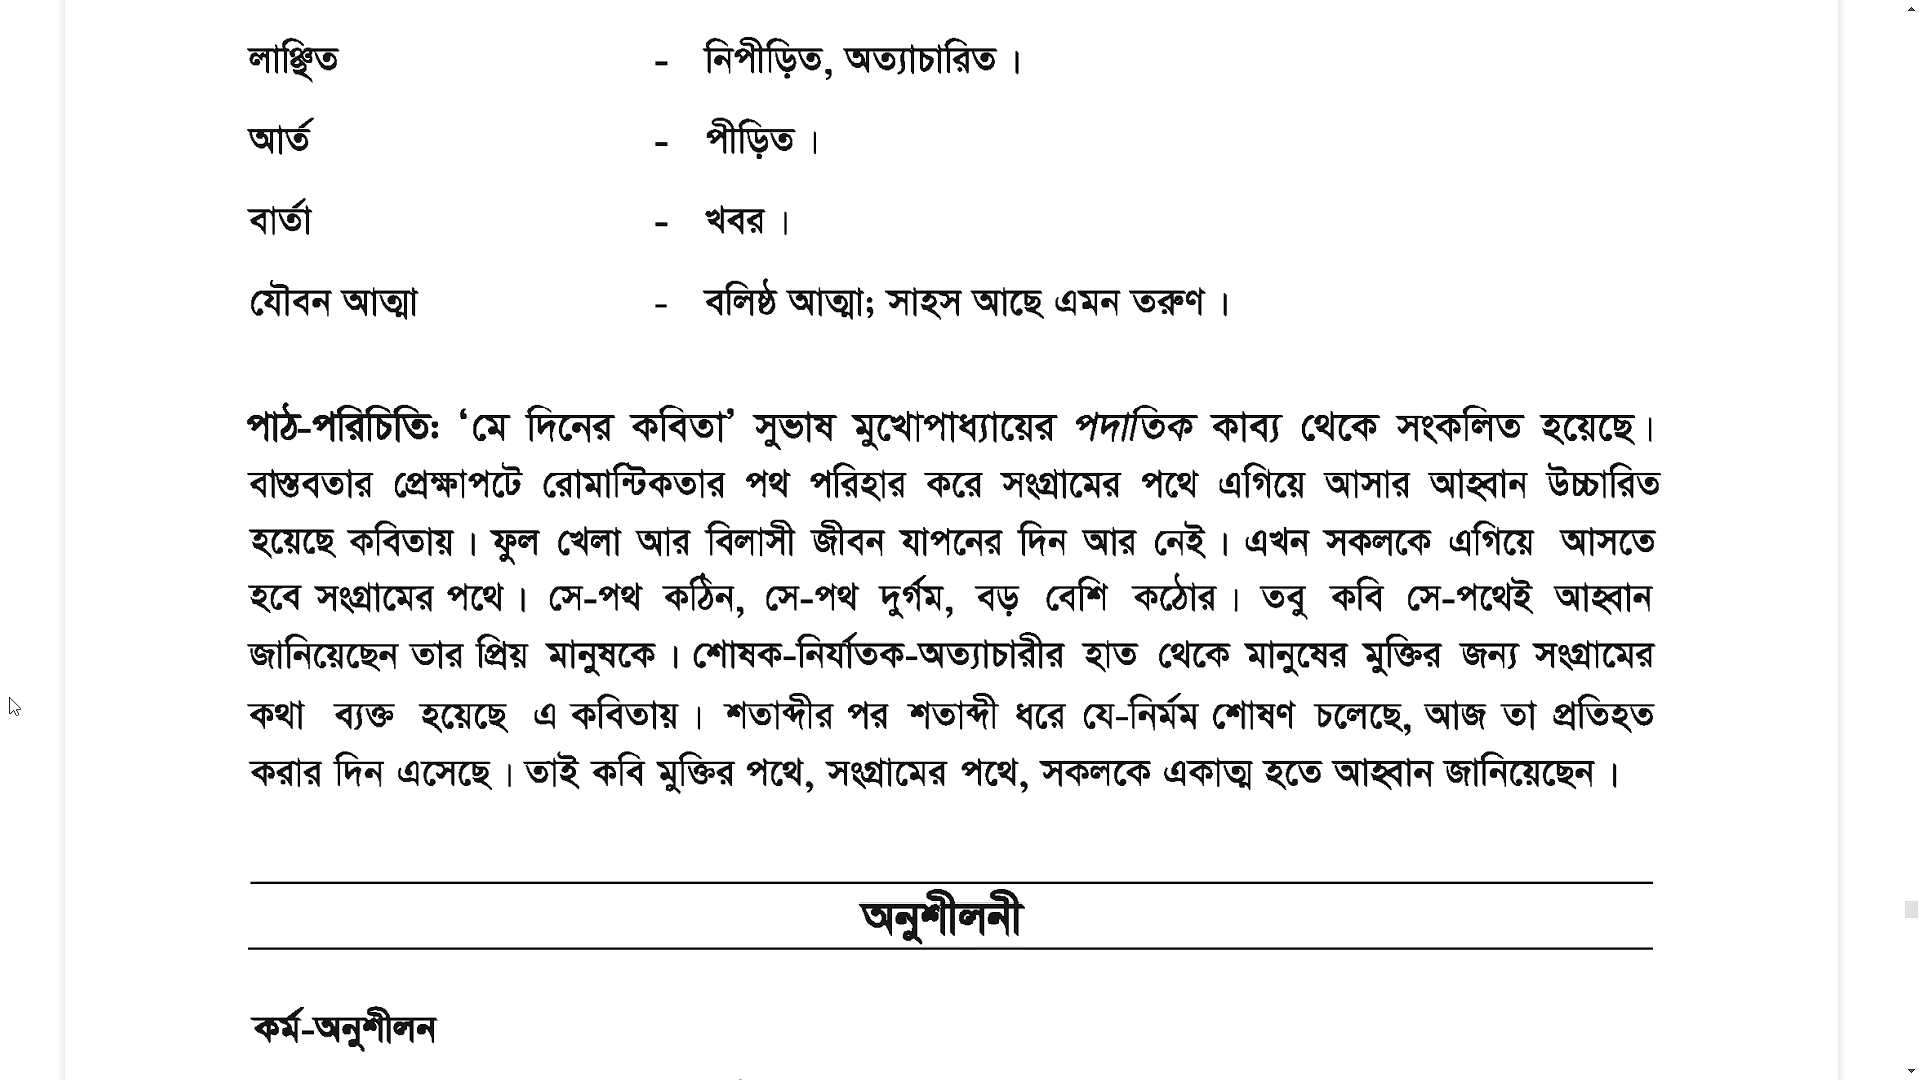 লাঞ্ছিত - নিপীড়িত, অত্যাচারিত।
আর্ত - পীড়িত।
বার্তা - খবর।
যৌবন আত্মা - বলিষ্ঠ আত্মা; সাহস আছে এমন তরুণ।
পাঠ-পরিচিতি: ‘মে দিনের কবিতা’ সুভাষ মুখোপাধ্যায়ের পদাতিক কাব্য থেকে সংকলিত হয়েছে।
বাস্তবতার প্রেক্ষাপটে রোমান্টিকতার পথ পরিহার করে সংগ্রামের পথে এগিয়ে আসার আহ্বান উচ্চারিত
হয়েছে কবিতায়। ফুল খেলা আর বিলাসী জীবন যাপনের দিন আর নেই। এখন সকলকে এগিয়ে আসতে
হবে সংগ্রামের পথে। সে-পথ কঠিন, সে-পথ দুর্গম, বড় বেশি কঠোর। তবু কবি সে-পথেই আহ্বান
জানিয়েছেন তার প্রিয় মানুষকে। শোষক-নির্যাতক-অত্যাচারীর হাত থেকে মানুষের মুক্তির জন্য সংগ্রামের
কথা ব্যক্ত হয়েছে এ কবিতায়। শতাব্দীর পর শতাব্দী ধরে যে-নির্মম শোষণ চলেছে, আজ তা প্রতিহত
করার দিন এসেছে। তাই কবি মুক্তির পথে, সংগ্রামের পথে, সকলকে একাত্ম হতে আহ্বান জানিয়েছেন।
অনুশীলনী
কর্ম-অনুশীলন